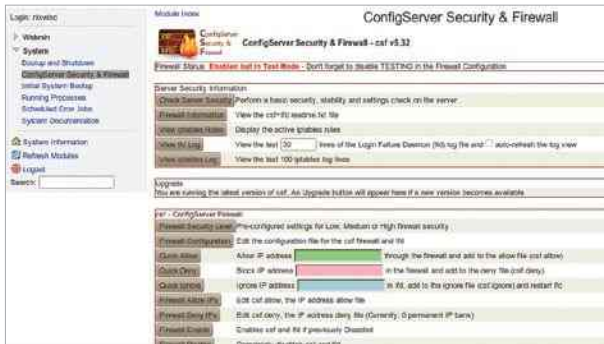 Login:
Module Index
ConfigServer Security & Firewall
Webmin
System
Backup and Shutdown
ConfigServer Security & Firewall
Initial System Bootup
Running Processes
Scheduled Cron Jobs
System Documentation
System Information
Refresh Modules
Logout
Search:
ConfigServer
Security &
Firewall
ConfigServer Security & Firewall - csf v5.32
Firewall Status: Enabled but in Test Mode - Don't forget to disable TESTING in the Firewall Configuration
Server Security Information
Check Server Security Perform a basic security, stability and settings check on the server
Firewall Information View the csf+lfd readme.txt file
View iptables Rules Display the active iptables rules
View lfd Log View the last 30 lines of the Login Failure Daemon (lfd) log file and auto-refresh the log view
View iptables Log View the last 100 iptables log lines
Upgrade
You are running the latest version of csf. An Upgrade button will appear here if a new version becomes available
csf - ConfigServer Firewall
Firewall Security Level Pre-configured settings for Low, Medium or High firewall security
Firewall Configuration Edit the configuration file for the csf firewall and lfd
Quick Allow Allow IP address through the firewall and add to the allow file (csf.allow)
Quick Deny Block IP address in the firewall and add to the deny file (csf.deny)
Quick Ignore Ignore IP address in lfd, add to the ignore file (csf.ignore) and restart lfd
Firewall Allow IPs Edit csf.allow, the IP address allow file
Firewall Deny IPs Edit csf.deny, the IP address deny file (Currently: 0 permanent IP bans)
Firewall Enable Enables csf and lfd if previously Disabled